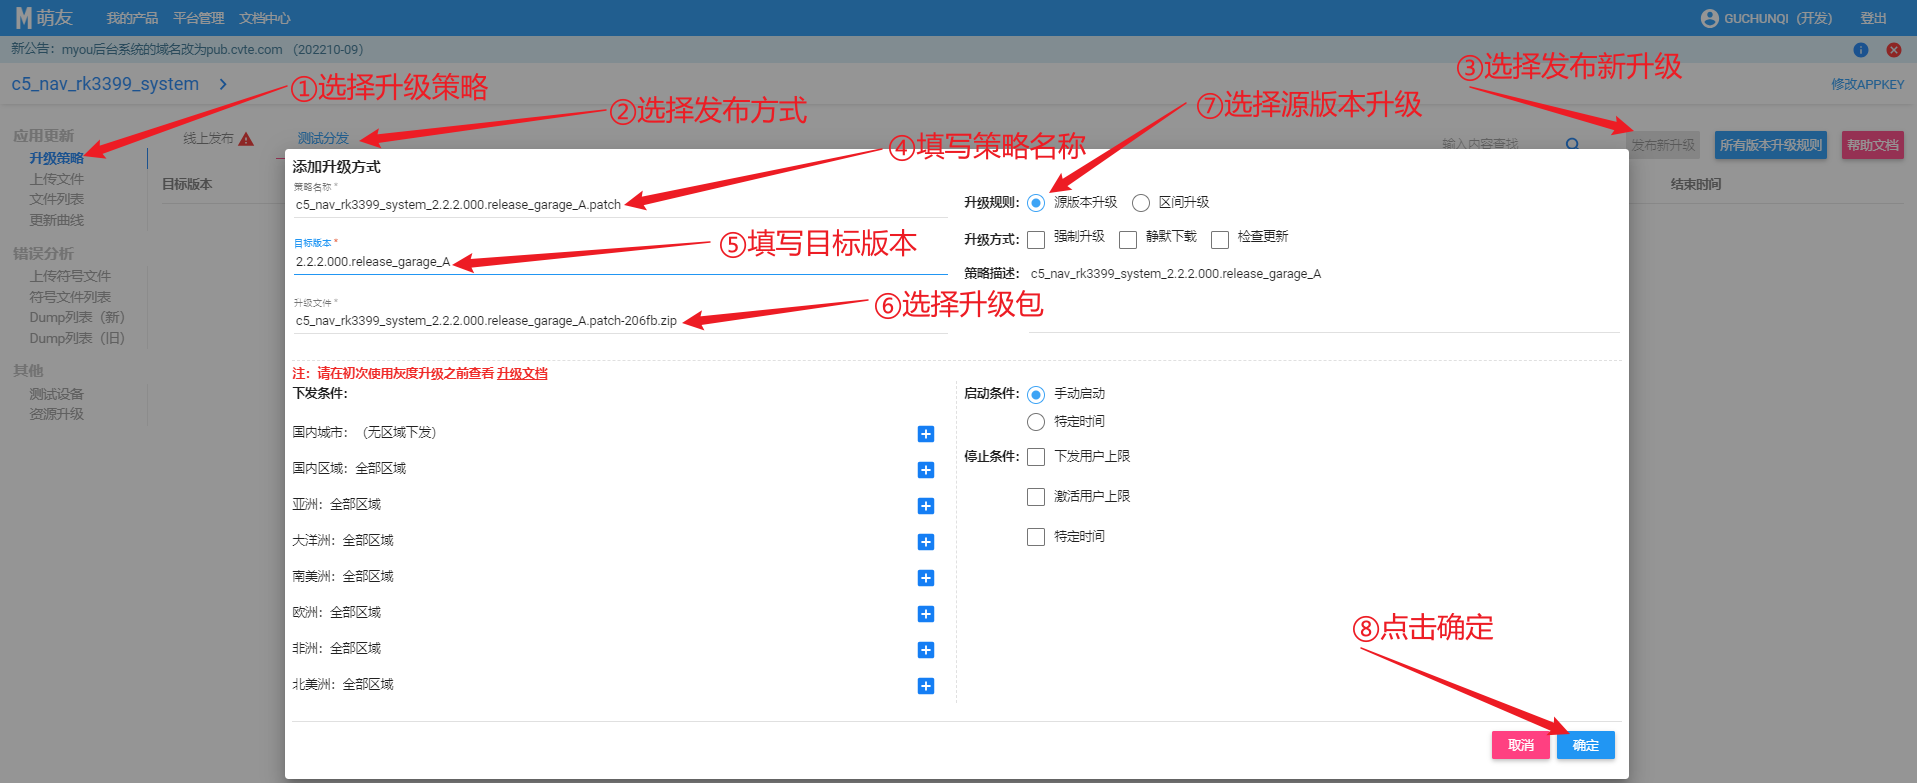 M 萌友 我的产品 平台管理 文档中心 GUCHUNQI (开发) 登出
新公告：myou后台系统的域名改为pub.cvte.com （202210-09）
c5_nav_rk3399_system > 修改APPKEY
①选择升级策略
②选择发布方式
③选择发布新升级
④填写策略名称
⑦选择源版本升级
应用更新
升级策略
上传文件
文件列表
更新曲线
错误分析
上传符号文件
符号文件列表
Dump列表（新）
Dump列表（旧）
其他
测试设备
资源升级
线上发布 测试分发 输入内容查找 发布新升级 所有版本升级规则 帮助文档
目标版本 结束时间
添加升级方式
策略名称 *
c5_nav_rk3399_system_2.2.2.000.release_garage_A.patch
目标版本 *
2.2.2.000.release_garage_A
⑤填写目标版本
升级文件 *
c5_nav_rk3399_system_2.2.2.000.release_garage_A.patch-206fb.zip
⑥选择升级包
升级规则： 源版本升级 区间升级
升级方式： 强制升级 静默下载 检查更新
策略描述： c5_nav_rk3399_system_2.2.2.000.release_garage_A
注：请在初次使用灰度升级之前查看 升级文档
下发条件：
国内城市：（无区域下发）
国内区域：全部区域
亚洲：全部区域
大洋洲：全部区域
南美洲：全部区域
欧洲：全部区域
非洲：全部区域
北美洲：全部区域
启动条件： 手动启动
特定时间
停止条件： 下发用户上限
激活用户上限
特定时间
⑧点击确定
取消 确定